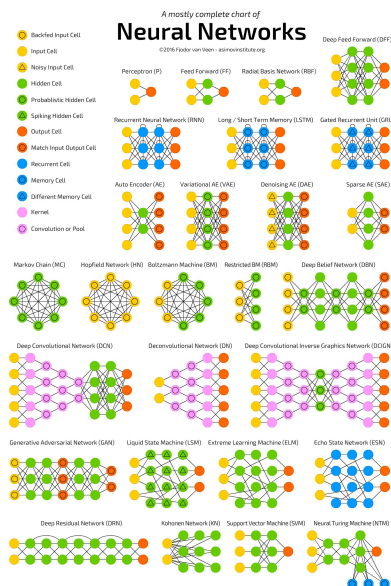 A mostly complete chart of
Neural Networks
©2016 Fjodor van Veen - asimovinstitute.org
Backfed Input Cell
Input Cell
Noisy Input Cell
Hidden Cell
Probablistic Hidden Cell
Spiking Hidden Cell
Output Cell
Match Input Output Cell
Recurrent Cell
Memory Cell
Different Memory Cell
Kernel
Convolution or Pool
Deep Feed Forward (DFF)
Perceptron (P)
Feed Forward (FF)
Radial Basis Network (RBF)
Recurrent Neural Network (RNN)
Long / Short Term Memory (LSTM)
Gated Recurrent Unit (GRU
Auto Encoder (AE)
Variational AE (VAE)
Denoising AE (DAE)
Sparse AE (SAE)
Markov Chain (MC)
Hopfield Network (HN)
Boltzmann Machine (BM)
Restricted BM (RBM)
Deep Belief Network (DBN)
Deep Convolutional Network (DCN)
Deconvolutional Network (DN)
Deep Convolutional Inverse Graphics Network (DCIGN
Generative Adversarial Network (GAN)
Liquid State Machine (LSM)
Extreme Learning Machine (ELM)
Echo State Network (ESN)
Deep Residual Network (DRN)
Kohonen Network (KN)
Support Vector Machine (SVM)
Neural Turing Machine (NTM)